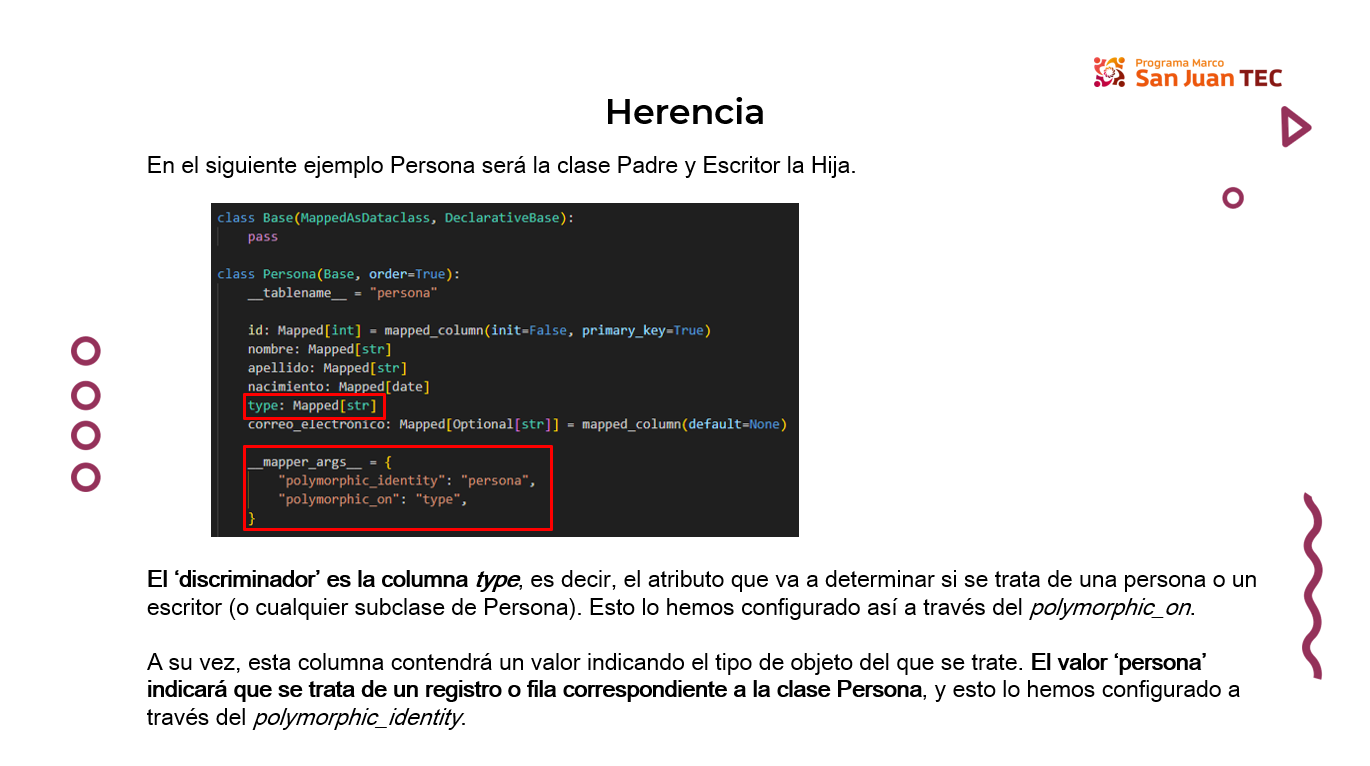 Programa Marco
San Juan TEC
Herencia
En el siguiente ejemplo Persona será la clase Padre y Escritor la Hija.
class Base(MappedAsDataclass, DeclarativeBase):
    pass
class Persona(Base, order=True):
    __tablename__ = "persona"
    id: Mapped[int] = mapped_column(init=False, primary_key=True)
    nombre: Mapped[str]
    apellido: Mapped[str]
    nacimiento: Mapped[date]
    type: Mapped[str]
    correo_electrónico: Mapped[Optional[str]] = mapped_column(default=None)
    __mapper_args__ = {
        "polymorphic_identity": "persona",
        "polymorphic_on": "type",
    }
El ‘discriminador’ es la columna type, es decir, el atributo que va a determinar si se trata de una persona o un
escritor (o cualquier subclase de Persona). Esto lo hemos configurado así a través del polymorphic_on.
A su vez, esta columna contendrá un valor indicando el tipo de objeto del que se trate. El valor ‘persona’
indicará que se trata de un registro o fila correspondiente a la clase Persona, y esto lo hemos configurado a
través del polymorphic_identity.